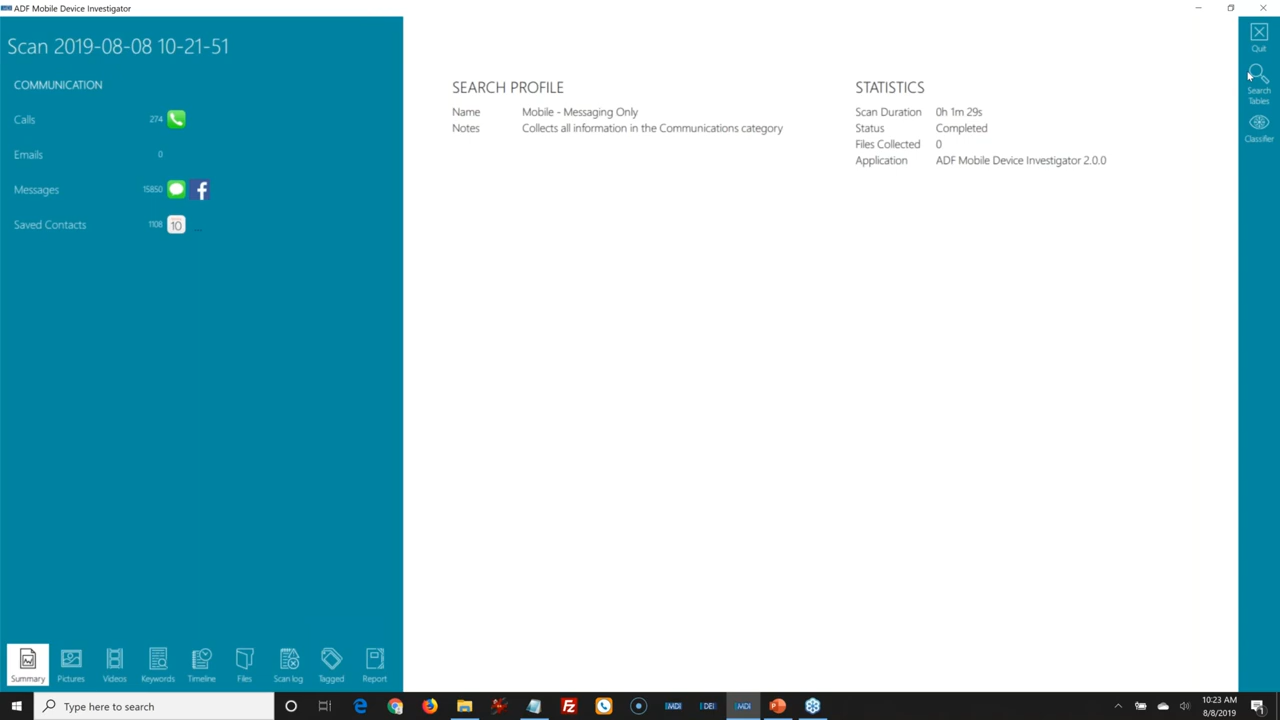 ADF Mobile Device Investigator
Scan 2019-08-08 10-21-51
COMMUNICATION
Calls 274
Emails 0
Messages 15850
Saved Contacts 1108 10 ...
SEARCH PROFILE
Name Mobile - Messaging Only
Notes Collects all information in the Communications category
STATISTICS
Scan Duration 0h 1m 29s
Status Completed
Files Collected 0
Application ADF Mobile Device Investigator 2.0.0
Quit
Search
Tables
Classifier
Summary Pictures Videos Keywords Timeline Files Scan log Tagged Report
Type here to search
MDI DEI MDI
10:23 AM
8/8/2019